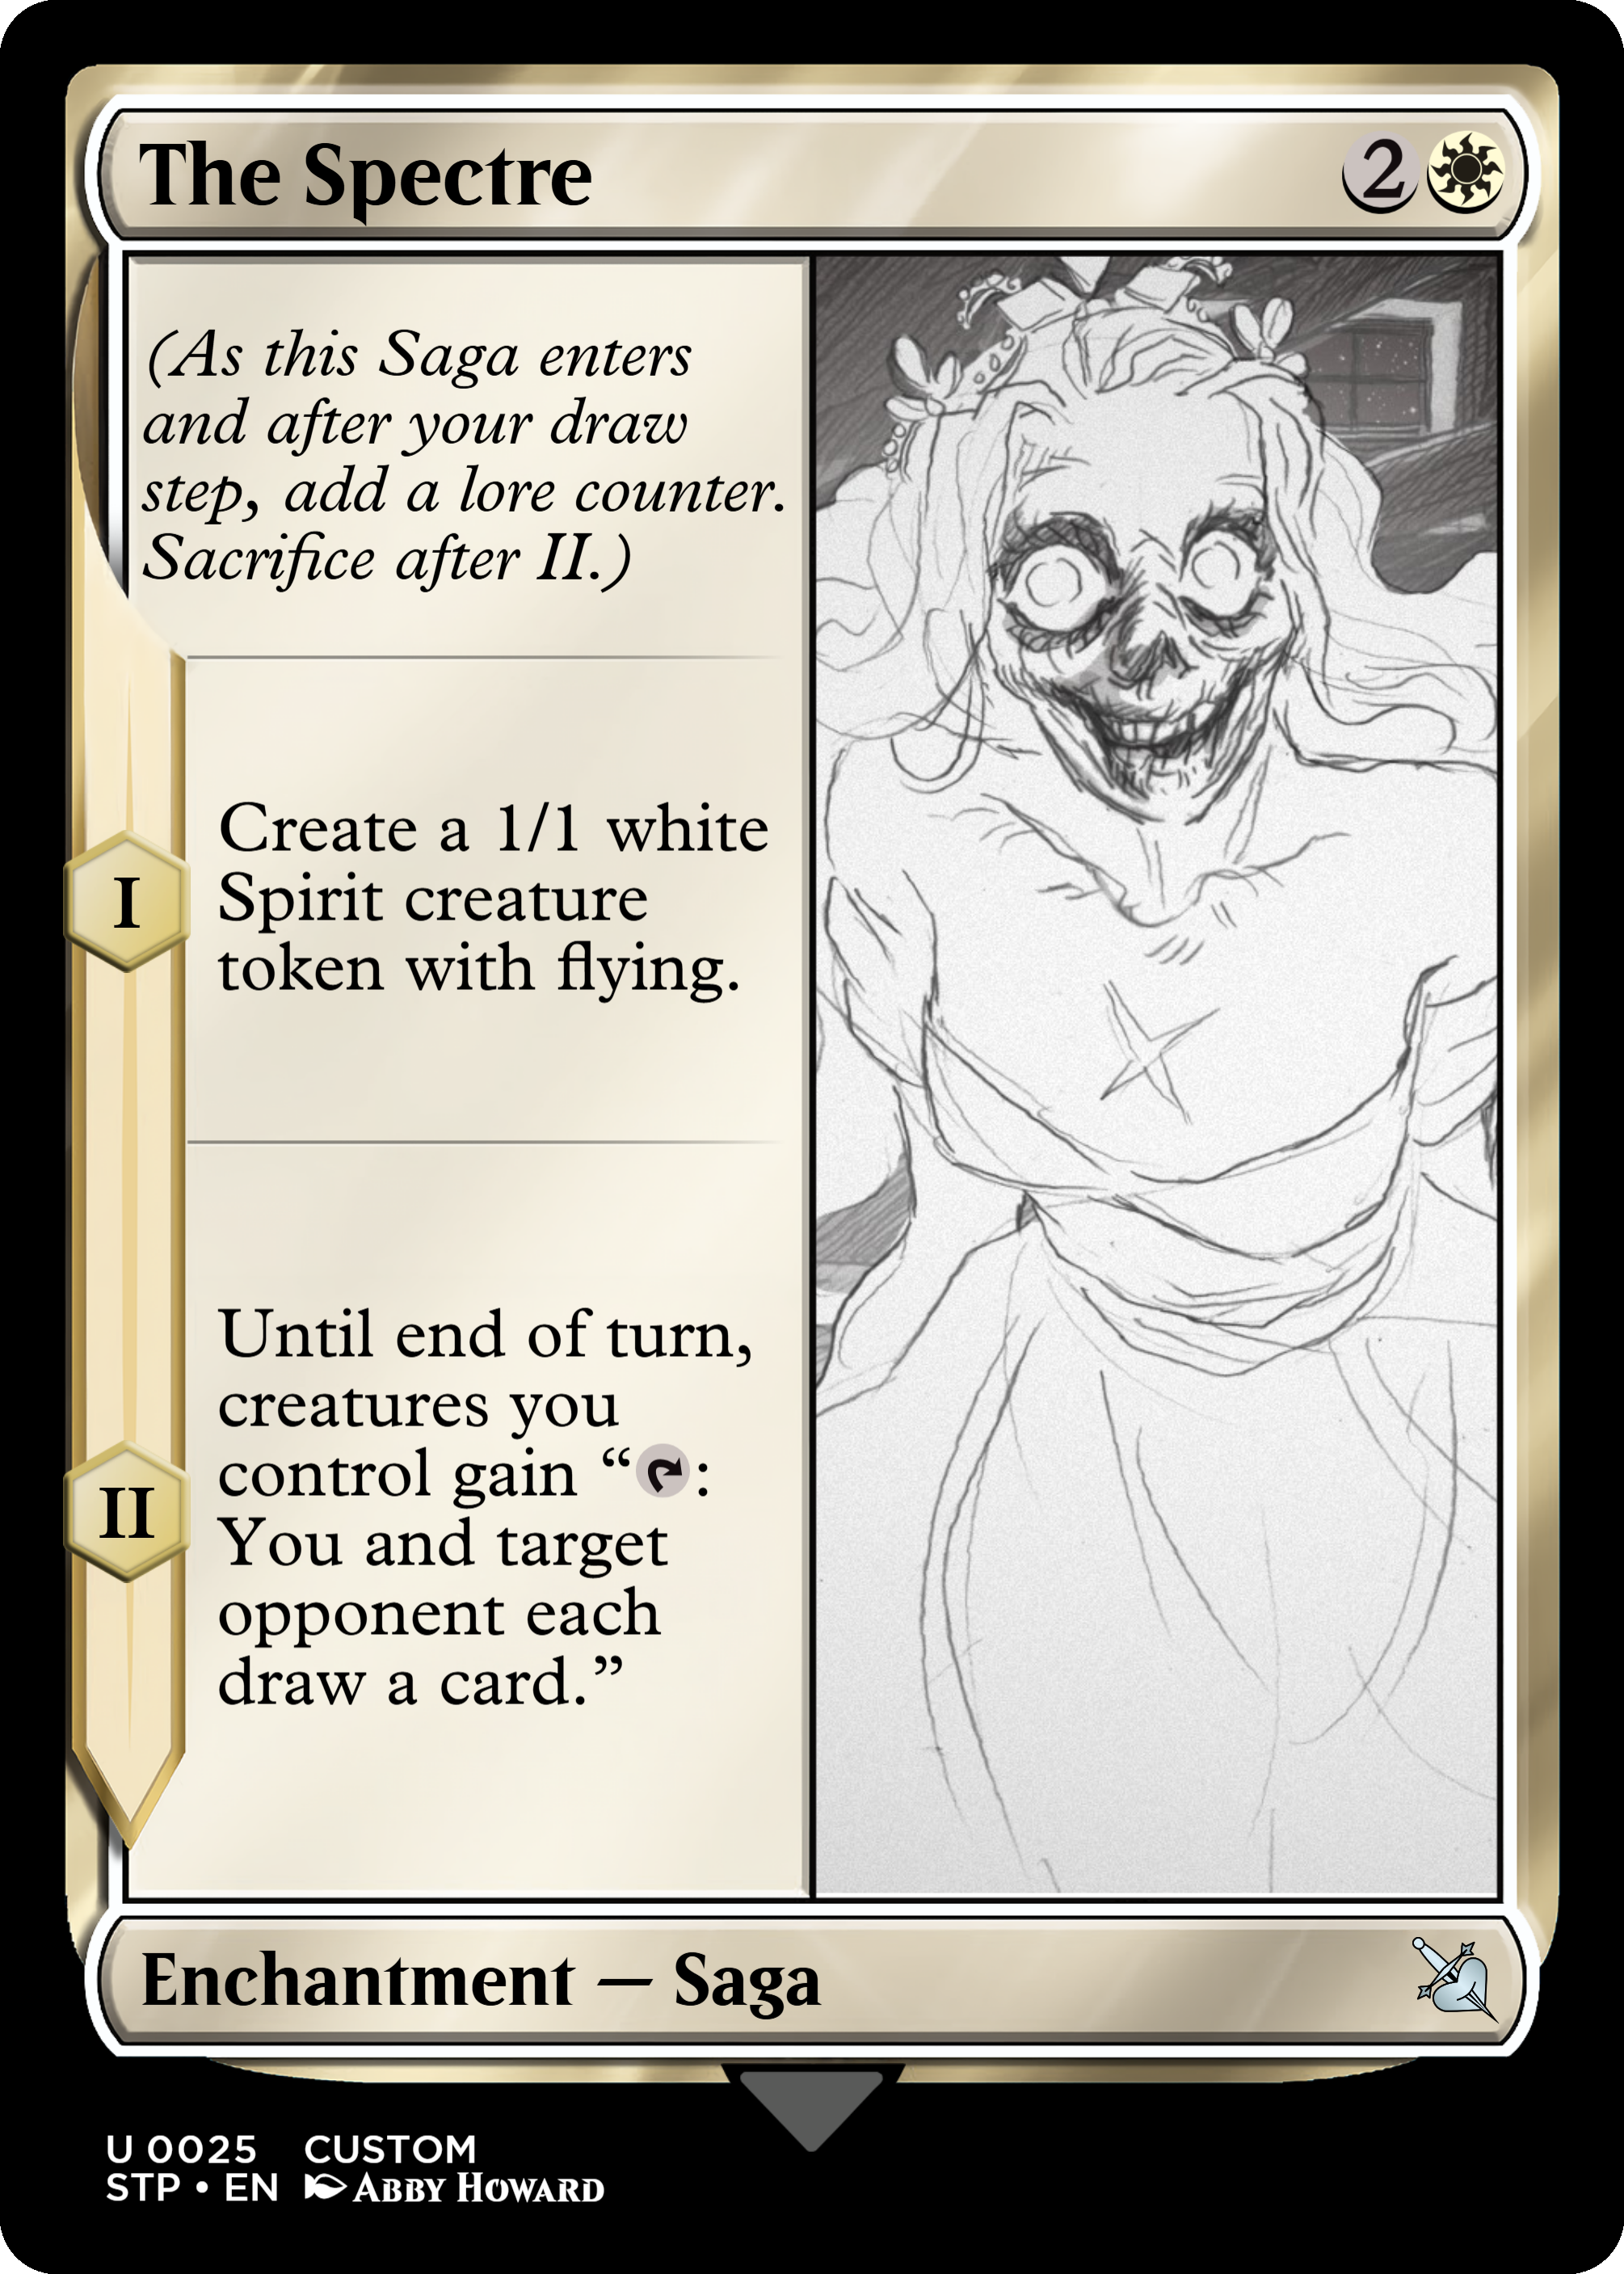 The Spectre 2
(As this Saga enters
and after your draw
step, add a lore counter.
Sacrifice after II.)
I
Create a 1/1 white
Spirit creature
token with flying.
II
Until end of turn,
creatures you
control gain “:
You and target
opponent each
draw a card.”
Enchantment — Saga
U 0025 CUSTOM
STP • EN ABBY HOWARD